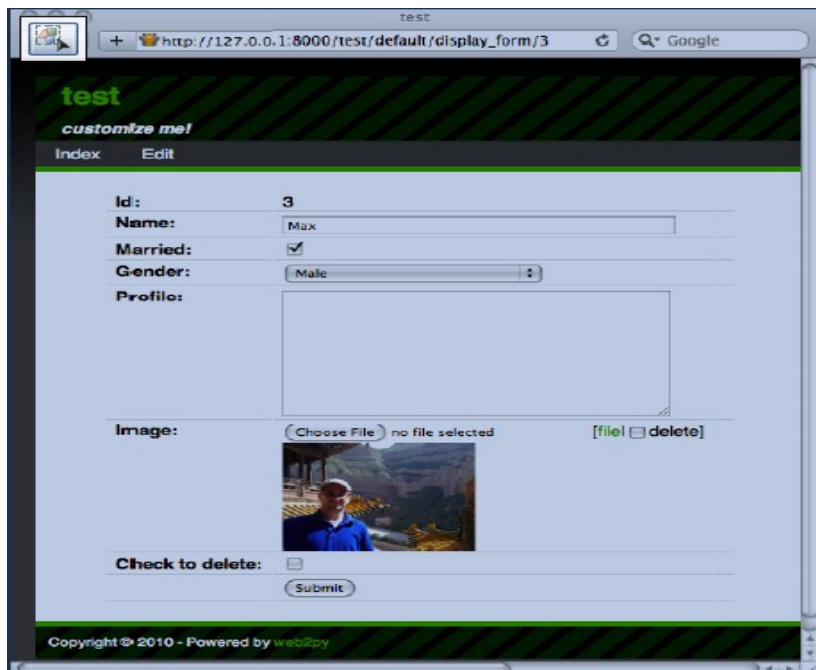 test
+ http://127.0.0.1:8000/test/default/display_form/3 Google
test
customize me!
Index Edit
Id: 3
Name: Max
Married:
Gender: Male
Profile:
Image: Choose File no file selected [file| delete]
Check to delete:
Submit
Copyright © 2010 - Powered by web2py